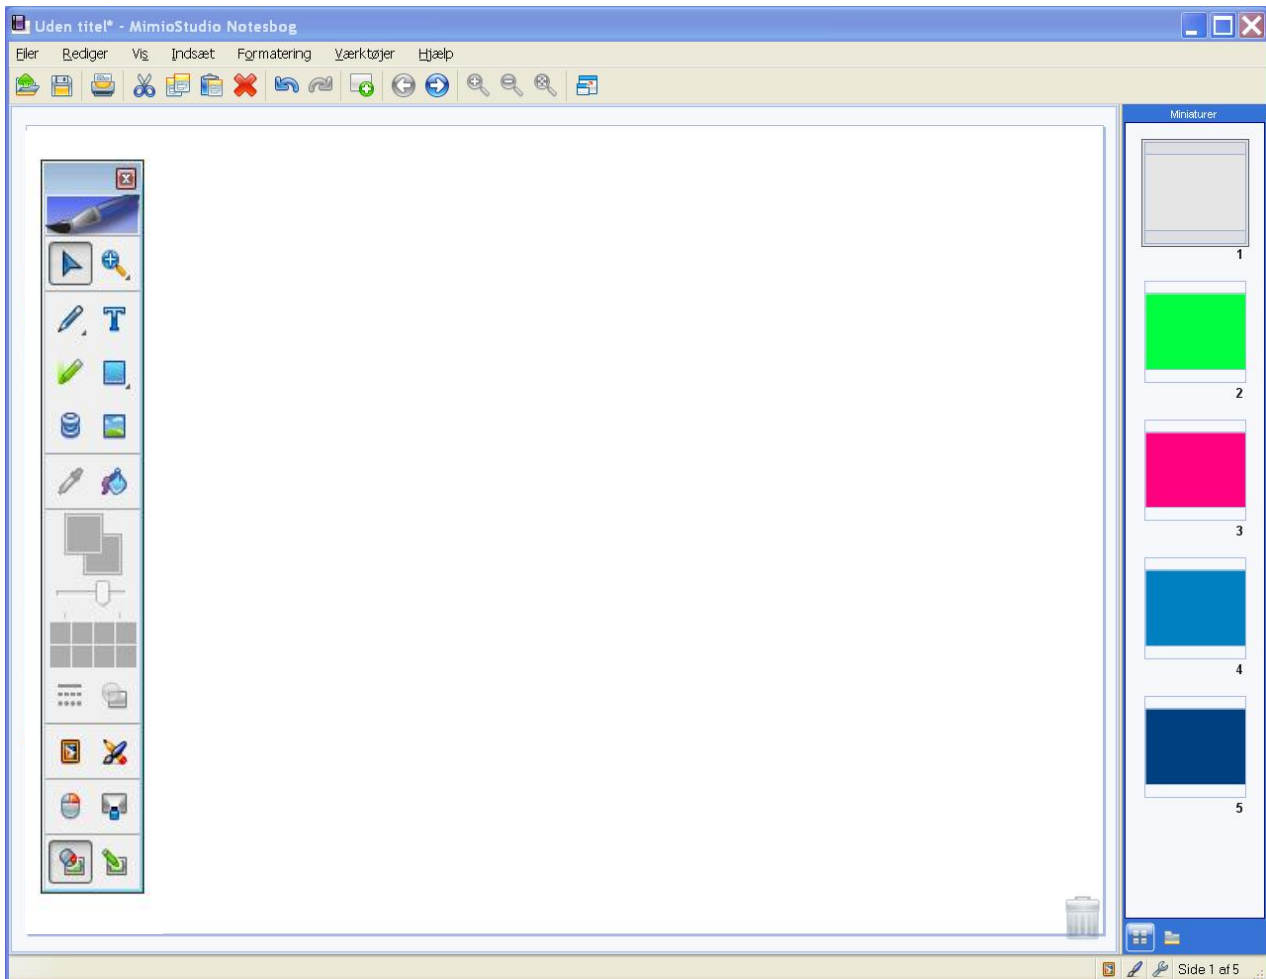 Uden titel* - MimioStudio Notesbog
Filer Rediger Vis Indsæt Formatering Værktøjer Hjælp
Miniaturer
1
2
3
4
5
Side 1 af 5